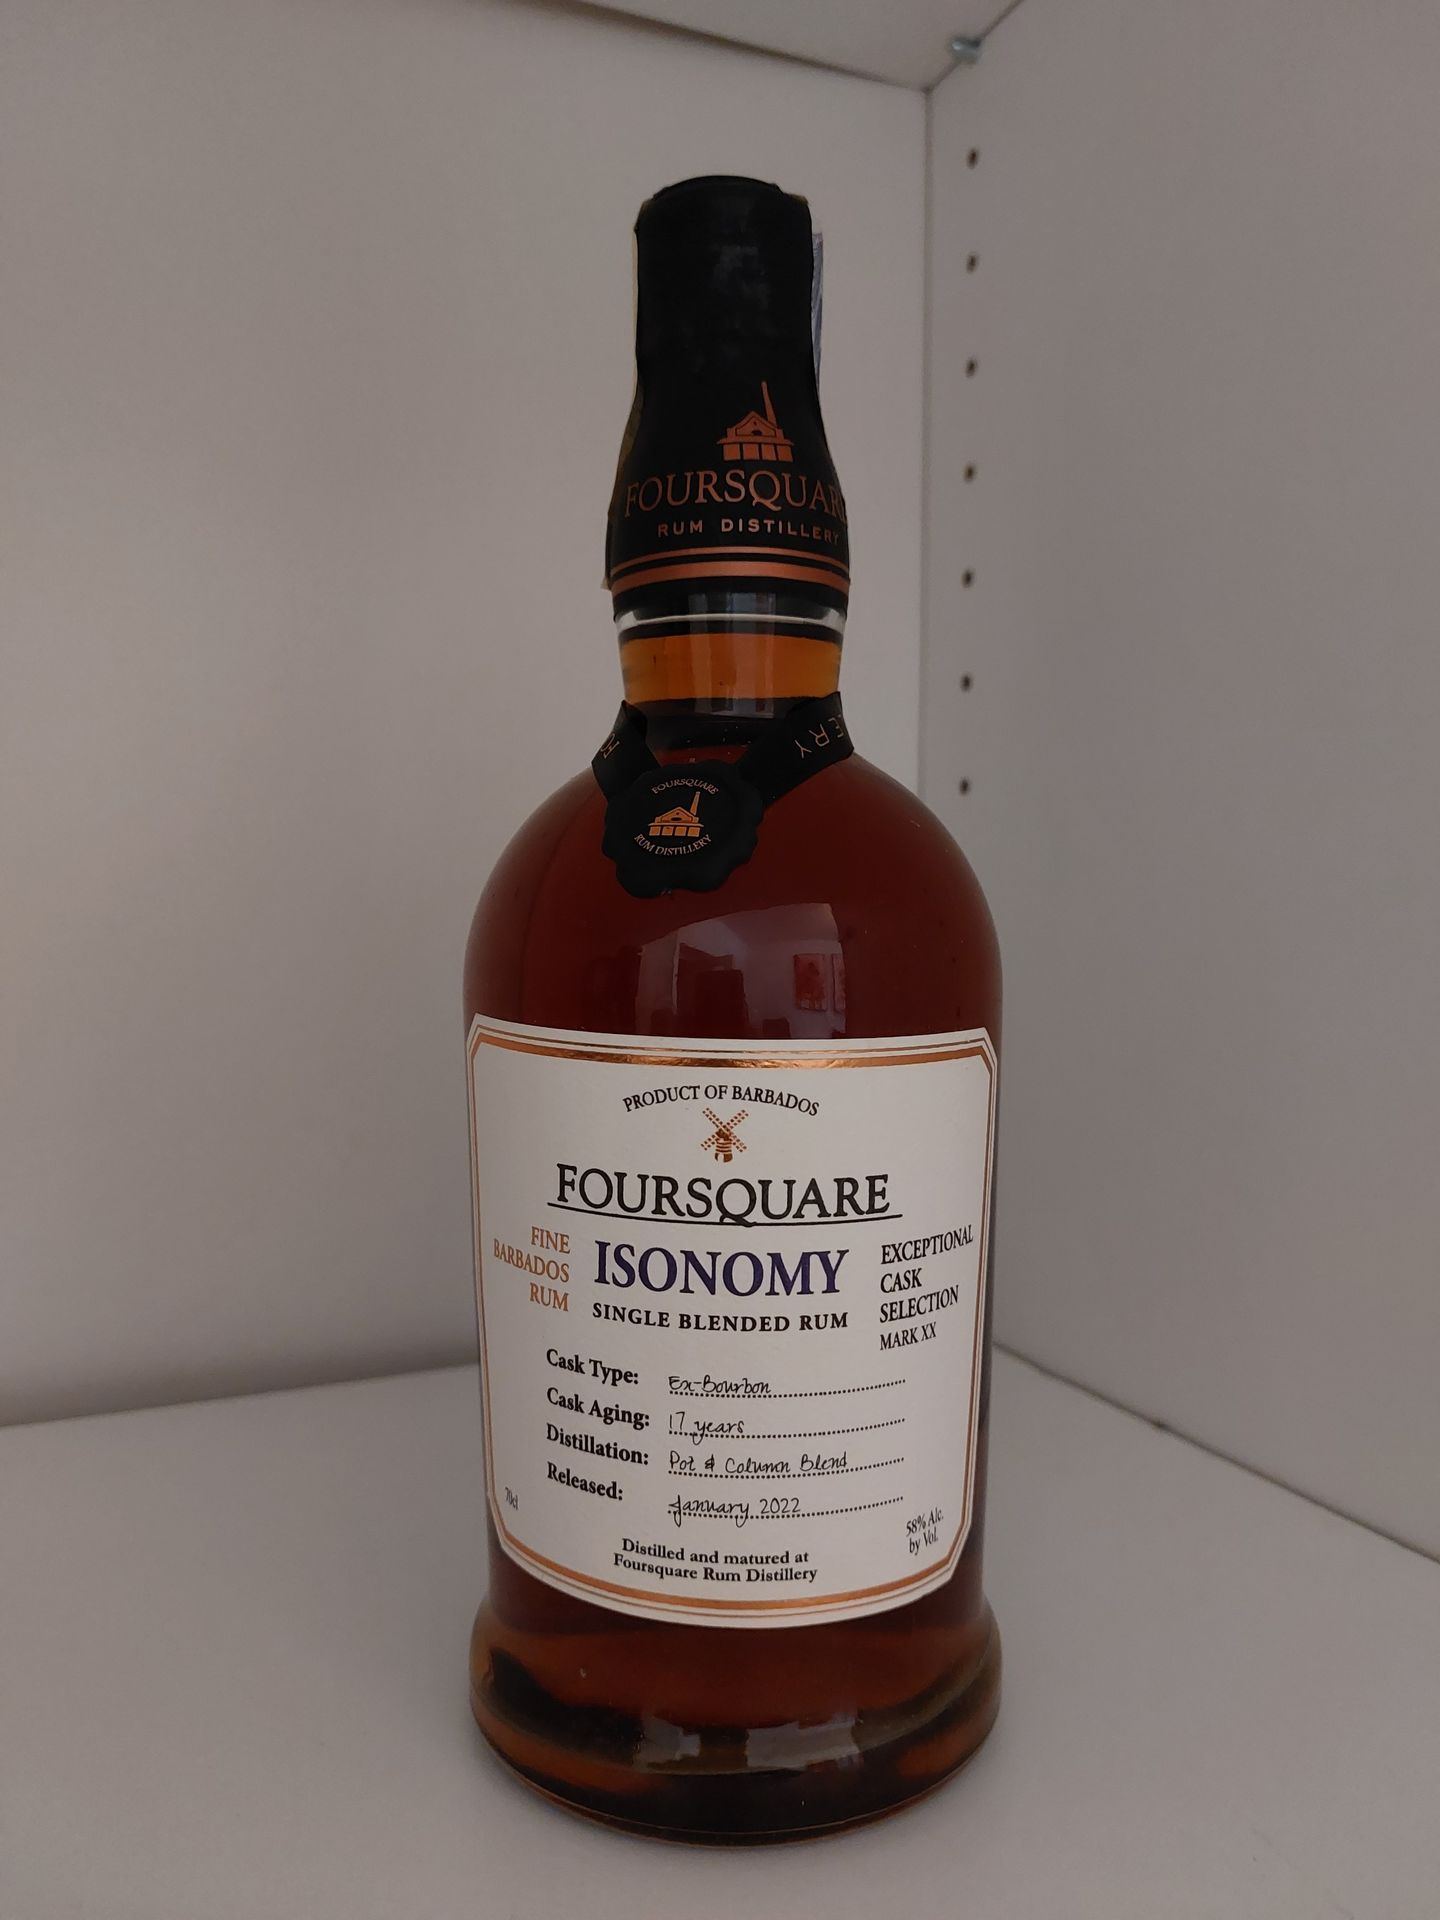 FOURSQUARE
RUM DISTILLERY
FOURSQUARE
RUM DISTILLERY
PRODUCT OF BARBADOS
FOURSQUARE
FINE
BARBADOS
RUM
ISONOMY
SINGLE BLENDED RUM
EXCEPTIONAL
CASK
SELECTION
MARK XX
Cask Type: Ex-Bourbon
Cask Aging: 17 years
Distillation: Pot & Column Blend
Released: January 2022
70cl
58% Alc.
by Vol.
Distilled and matured at
Foursquare Rum Distillery